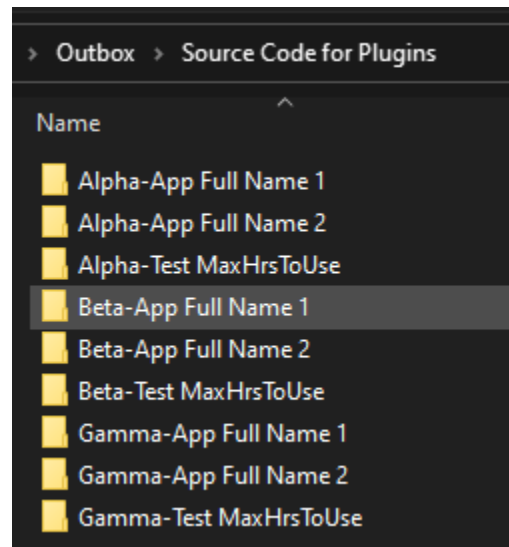 > Outbox > Source Code for Plugins
Name
Alpha-App Full Name 1
Alpha-App Full Name 2
Alpha-Test MaxHrsToUse
Beta-App Full Name 1
Beta-App Full Name 2
Beta-Test MaxHrsToUse
Gamma-App Full Name 1
Gamma-App Full Name 2
Gamma-Test MaxHrsToUse